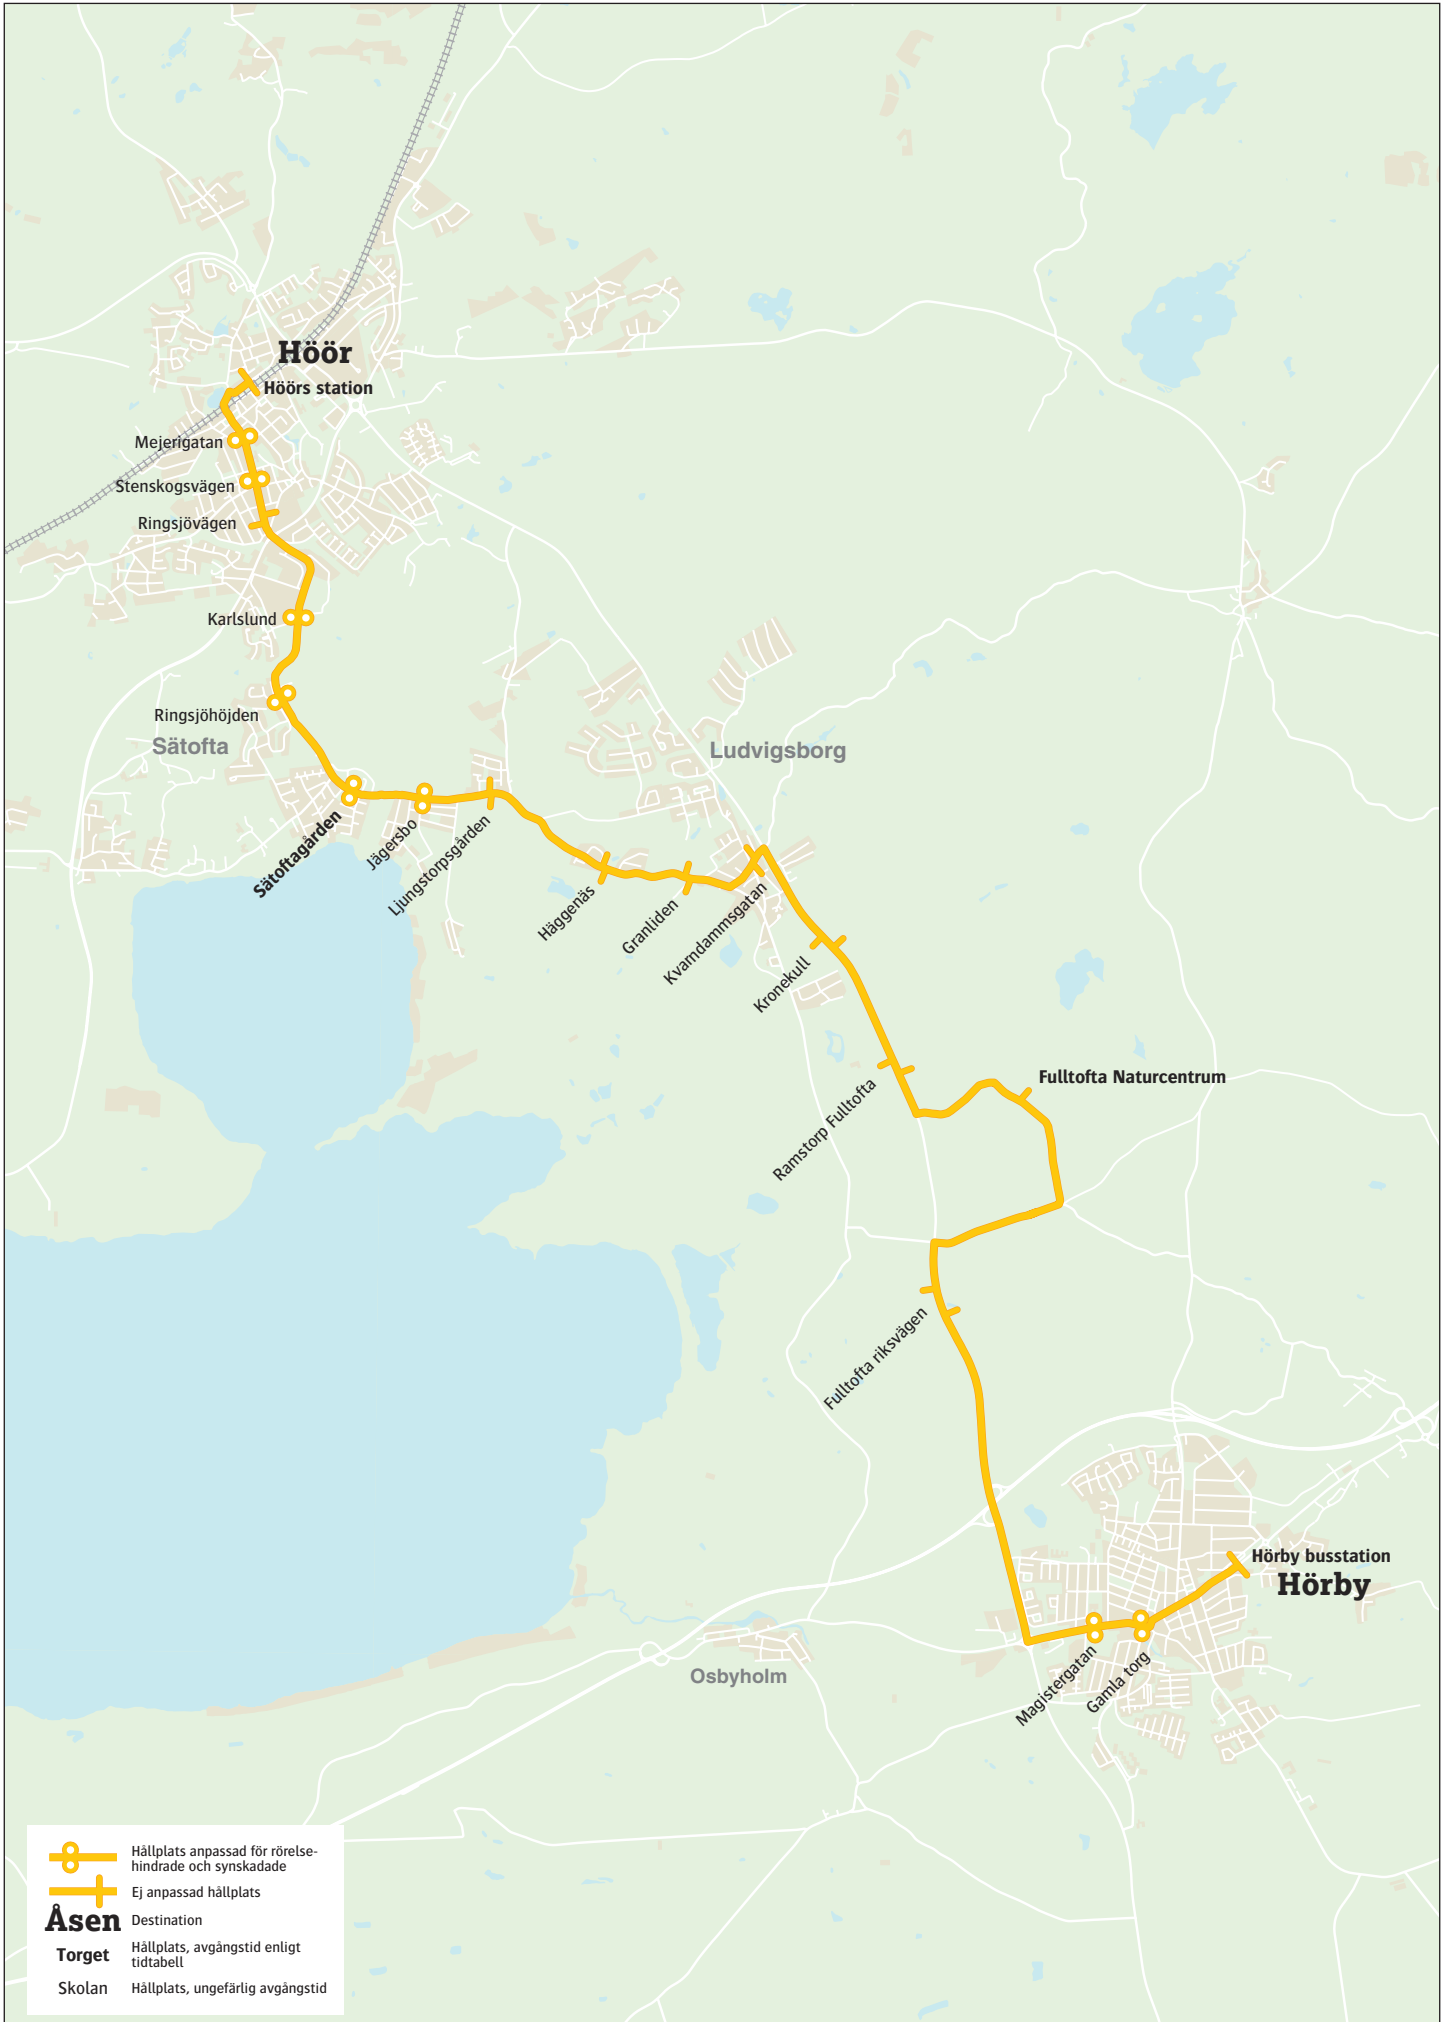 Höör
Höörs station
Mejerigatan
Stenskogsvägen
Ringsjövägen
Karlslund
Ringsjöhöjden
Sätofta
Ludvigsborg
Sätoftagården
Jägersbo
Ljungstorpsgården
Häggenäs
Granliden
Kvarndammsgatan
Kronekull
Ramstorp Fulltofta
Fulltofta Naturcentrum
Fulltofta riksvägen
Hörby busstation
Hörby
Magistergatan
Gamla torg
Osbyholm
Hållplats anpassad för rörelse-
hindrade och synskadade
Ej anpassad hållplats
Åsen Destination
Torget Hållplats, avgångstid enligt
tidtabell
Skolan Hållplats, ungefärlig avgångstid